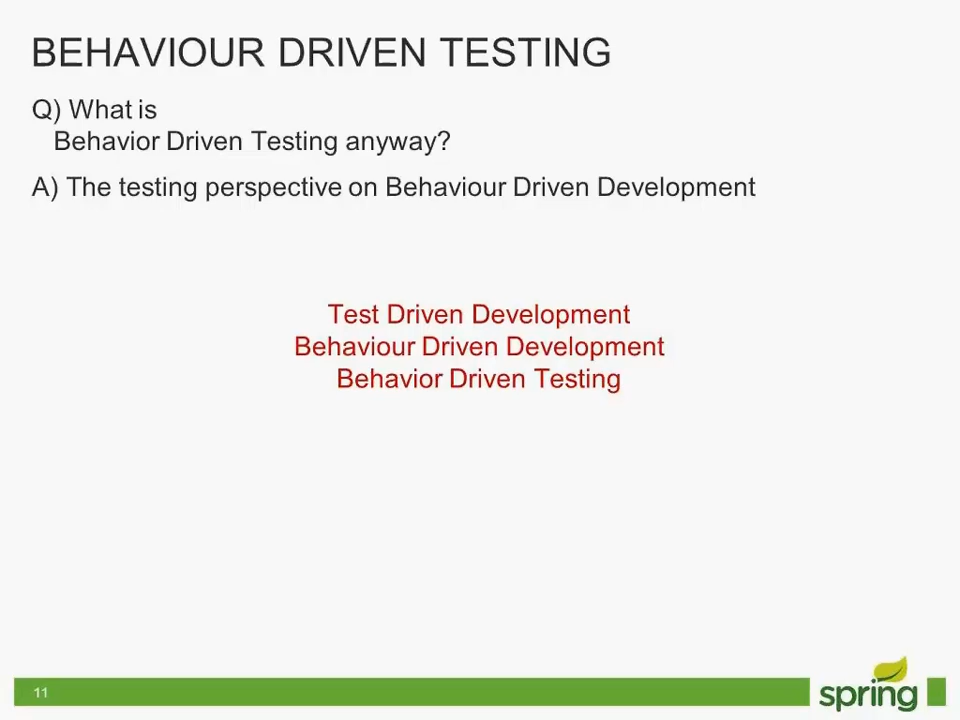 BEHAVIOUR DRIVEN TESTING
Q) What is
Behavior Driven Testing anyway?
A) The testing perspective on Behaviour Driven Development
Test Driven Development
Behaviour Driven Development
Behavior Driven Testing
11
spring